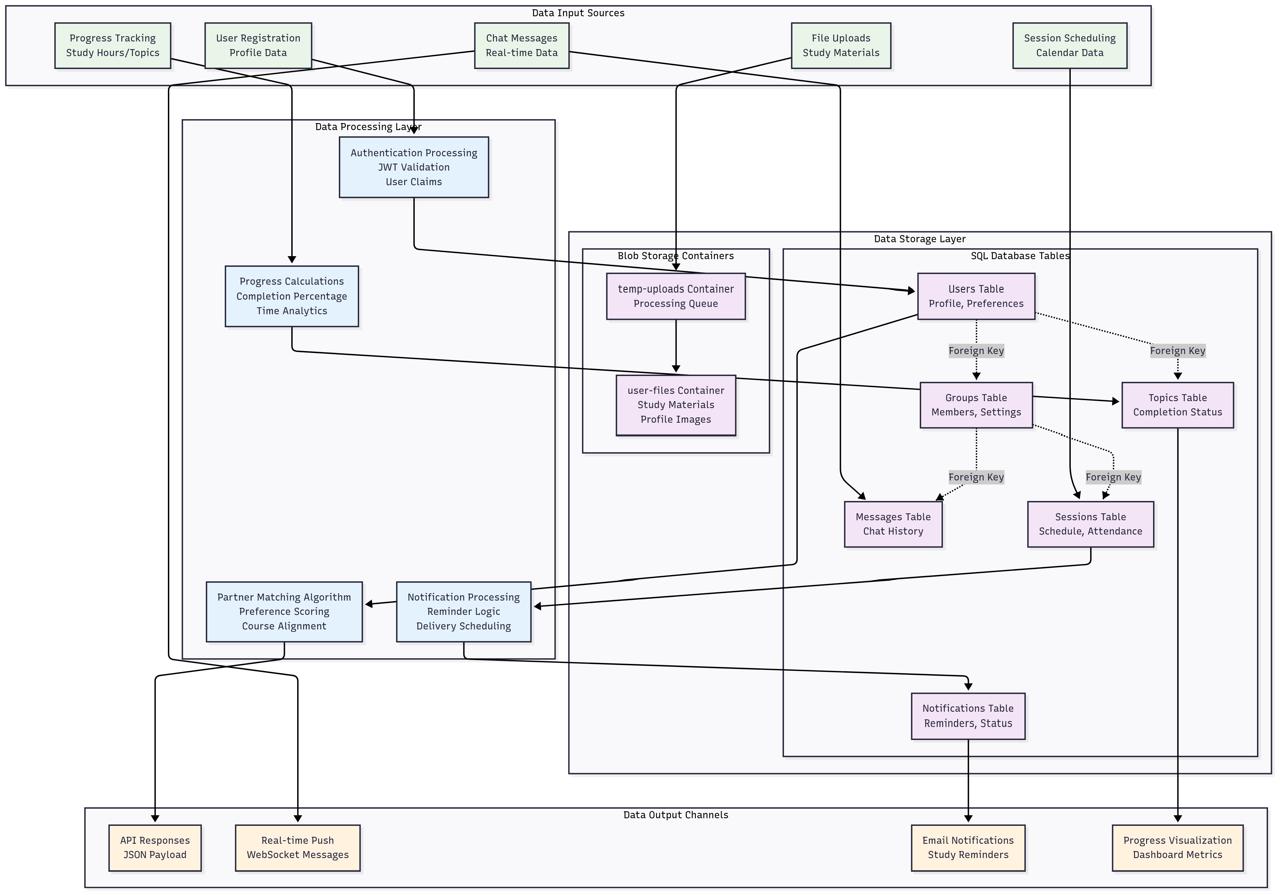 Data Input Sources
Progress Tracking
Study Hours/Topics
User Registration
Profile Data
Chat Messages
Real-time Data
File Uploads
Study Materials
Session Scheduling
Calendar Data
Data Processing Layer
Authentication Processing
JWT Validation
User Claims
Progress Calculations
Completion Percentage
Time Analytics
Data Storage Layer
Blob Storage Containers
temp-uploads Container
Processing Queue
user-files Container
Study Materials
Profile Images
SQL Database Tables
Users Table
Profile, Preferences
Foreign Key
Foreign Key
Groups Table
Members, Settings
Topics Table
Completion Status
Foreign Key
Foreign Key
Messages Table
Chat History
Sessions Table
Schedule, Attendance
Partner Matching Algorithm
Preference Scoring
Course Alignment
Notification Processing
Reminder Logic
Delivery Scheduling
Notifications Table
Reminders, Status
Data Output Channels
API Responses
JSON Payload
Real-time Push
WebSocket Messages
Email Notifications
Study Reminders
Progress Visualization
Dashboard Metrics